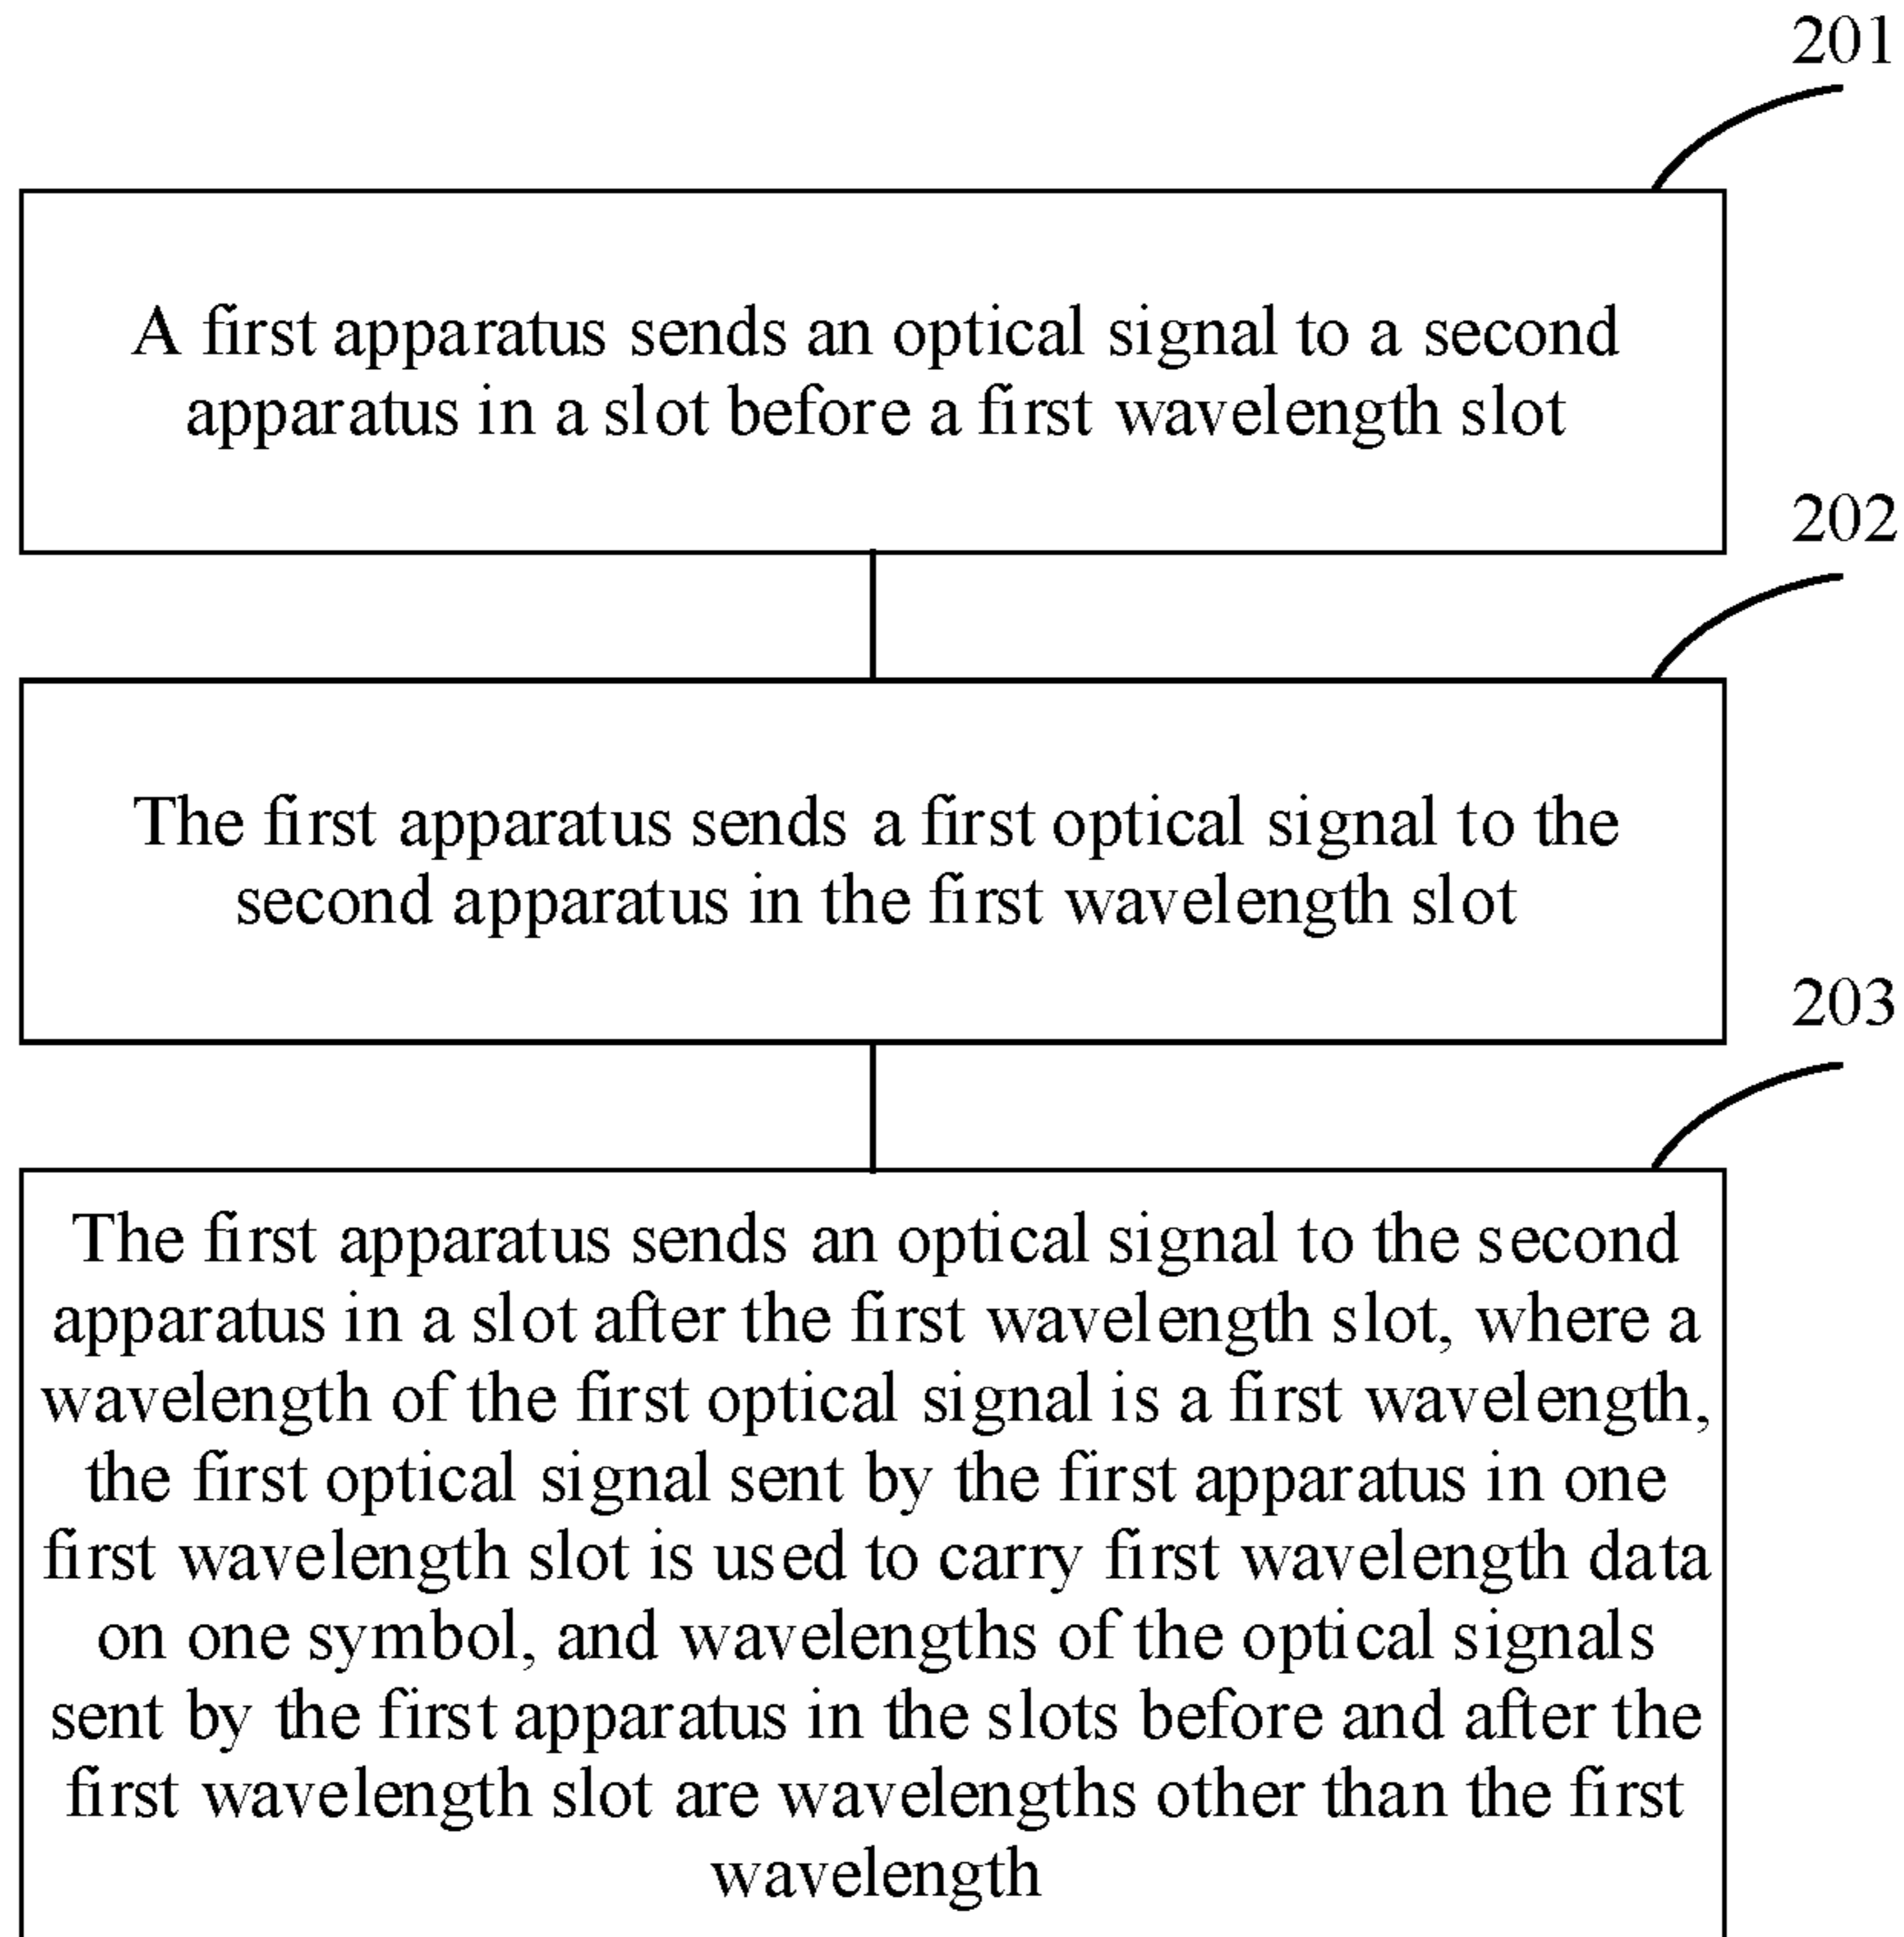 201
A first apparatus sends an optical signal to a second
apparatus in a slot before a first wavelength slot
202
The first apparatus sends a first optical signal to the
second apparatus in the first wavelength slot
203
The first apparatus sends an optical signal to the second
apparatus in a slot after the first wavelength slot, where a
wavelength of the first optical signal is a first wavelength,
the first optical signal sent by the first apparatus in one
first wavelength slot is used to carry first wavelength data
on one symbol, and wavelengths of the optical signals
sent by the first apparatus in the slots before and after the
first wavelength slot are wavelengths other than the first
wavelength